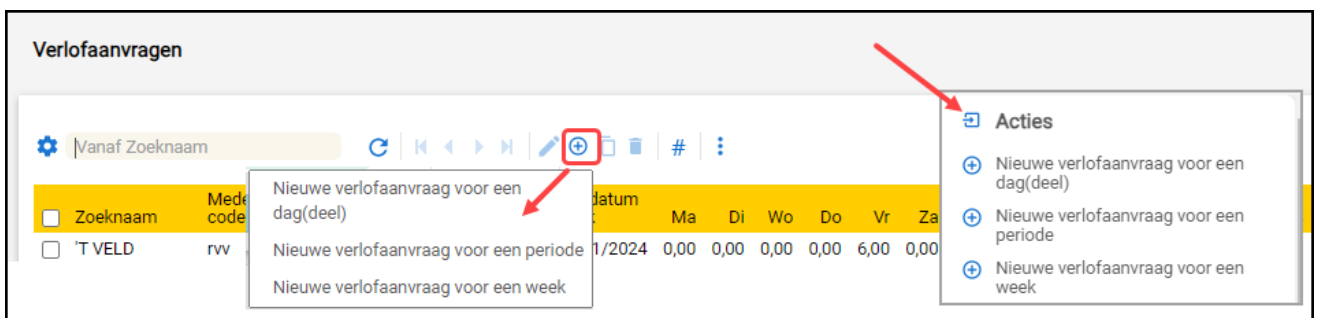 Verlofaanvragen
Vanaf Zoeknaam
#
Zoeknaam
Mede
code
datum
Ma Di Wo Do Vr Za
'T VELD rvv 1/2024 0,00 0,00 0,00 0,00 6,00 0,00
Nieuwe verlofaanvraag voor een
dag(deel)
Nieuwe verlofaanvraag voor een periode
Nieuwe verlofaanvraag voor een week
Acties
Nieuwe verlofaanvraag voor een
dag(deel)
Nieuwe verlofaanvraag voor een
periode
Nieuwe verlofaanvraag voor een
week